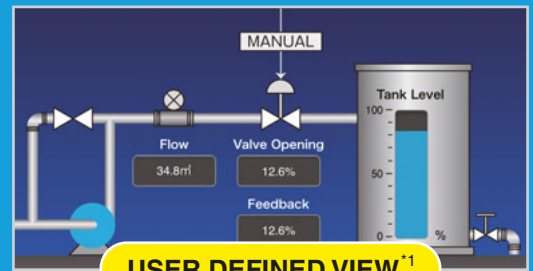 MANUAL
Tank Level
100
Flow
Valve Opening
34.8㎥
12.6%
50
Feedback
12.6%
0
%
USER DEFINED VIEW*1